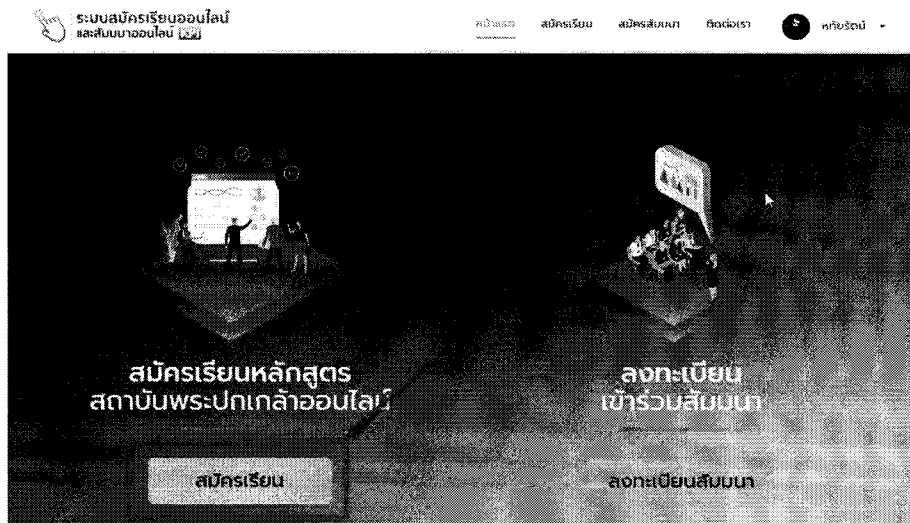 ระบบสมัครเรียนออนไลน์
และสัมมนาออนไลน์
หน้าแรก สมัครเรียน สมัครสัมมนา ติดต่อเรา หทัยรัตน์
สมัครเรียนหลักสูตร
สถาบันพระปกเกล้าออนไลน์
สมัครเรียน
ลงทะเบียน
เข้าร่วมสัมมนา
ลงทะเบียนสัมมนา